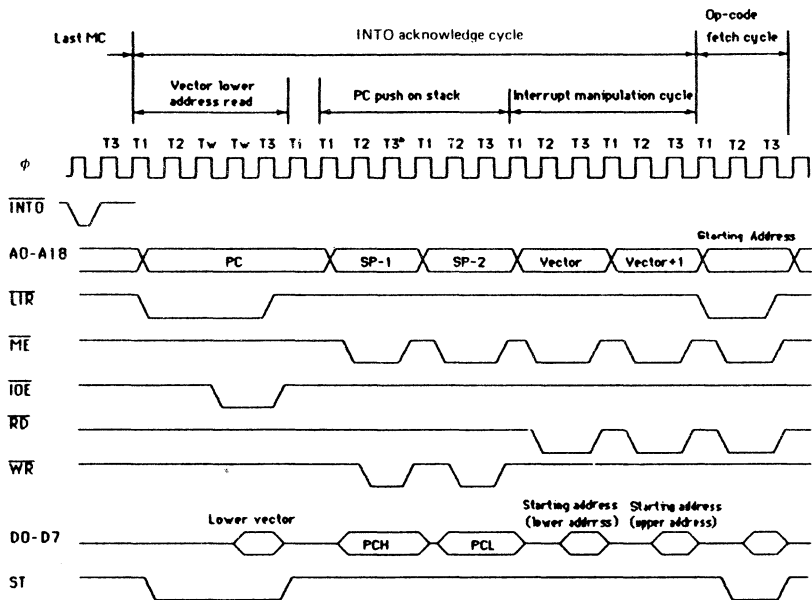 Op-code
Last MC INTO acknowledge cycle fetch cycle
Vector lower
address read PC push on stack Interrupt manipulation cycle
T3 T1 T2 Tw Tw T3 Ti T1 T2 T3 T1 T2 T3 T1 T2 T3 T1 T2 T3 T1 T2 T3
φ
INTO
Starting Address
A0-A18 PC SP-1 SP-2 Vector Vector+1
LIR
ME
IOE
RD
WR
Lower vector Starting address Starting address
(lower address) (upper address)
D0-D7 PCH PCL
ST